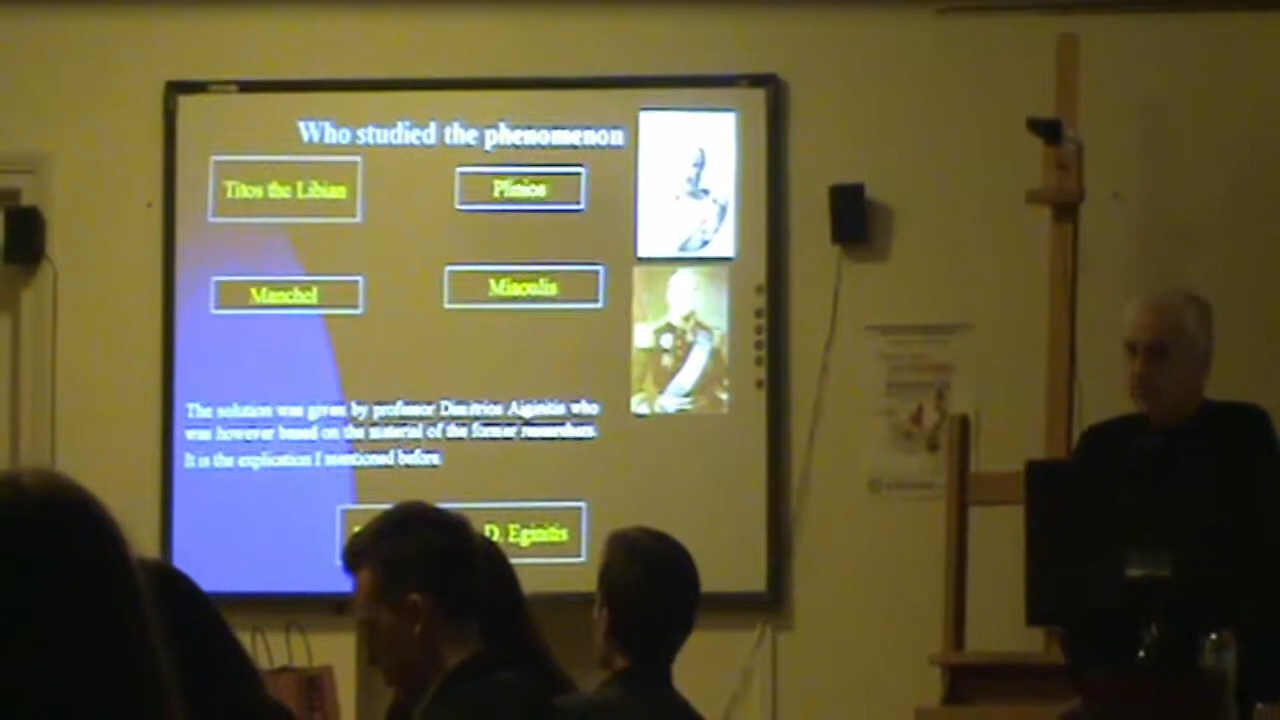 Who studied the phenomenon
Titos the Libian
Plinios
Manchel
Miaoulis
The solution was given by professor Dimitrios Aiginitis who
was however based on the material of the former researchers.
It is the explication I mentioned before
D. Eginitis